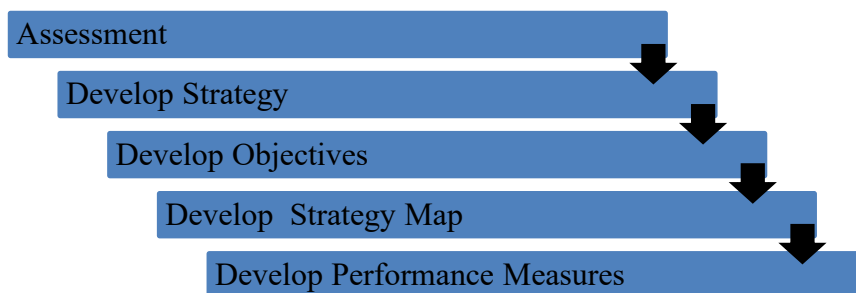 Assessment
Develop Strategy
Develop Objectives
Develop  Strategy Map
Develop Performance Measures